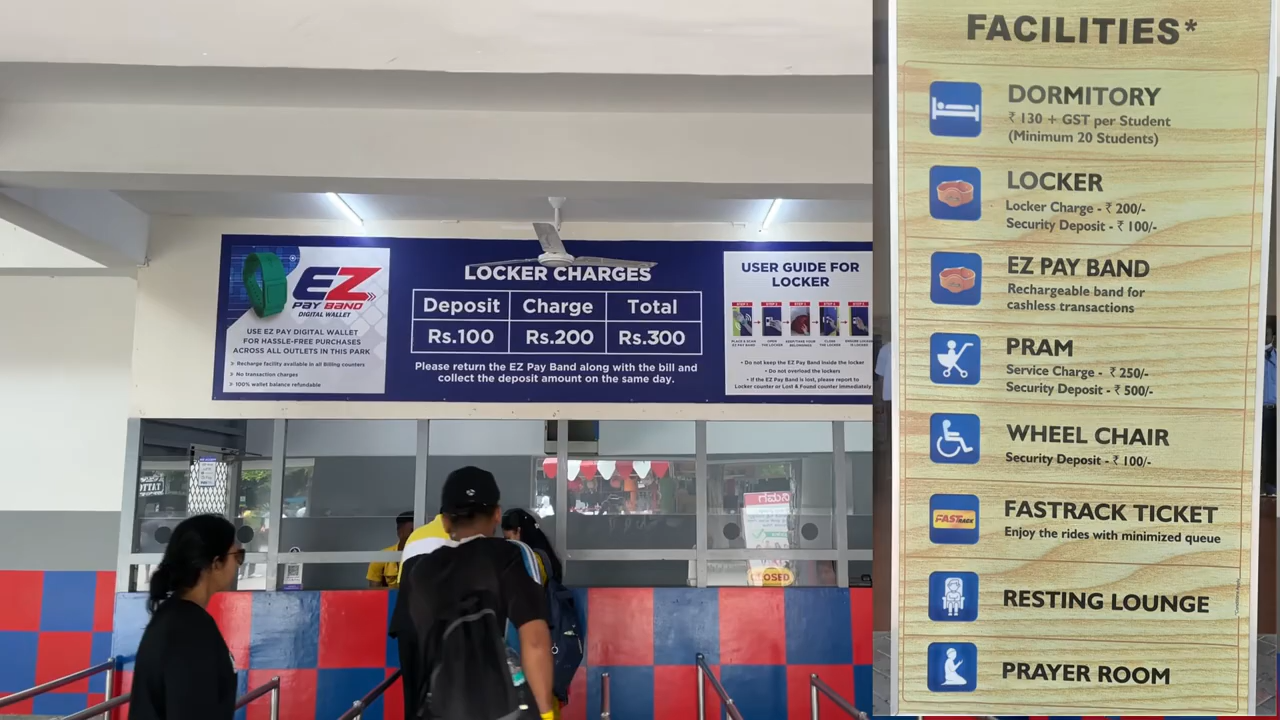 EZ
PAY BAND
DIGITAL WALLET
USE EZ PAY DIGITAL WALLET
FOR HASSLE-FREE PURCHASES
ACROSS ALL OUTLETS IN THIS PARK
> Recharge facility available in all Billing counters
> No transaction charges
> 100% wallet balance refundable
LOCKER CHARGES
Deposit Charge Total
Rs.100 Rs.200 Rs.300
Please return the EZ Pay Band along with the bill and
collect the deposit amount on the same day.
USER GUIDE FOR
LOCKER
• Do not keep the EZ Pay Band inside the locker
• Do not overload the lockers
• If the EZ Pay Band is lost, please report to
Locker counter or Lost & Found counter immediately
CLOSED
FACILITIES*
DORMITORY
₹ 130 + GST per Student
(Minimum 20 Students)
LOCKER
Locker Charge - ₹ 200/-
Security Deposit - ₹ 100/-
EZ PAY BAND
Rechargeable band for
cashless transactions
PRAM
Service Charge - ₹ 250/-
Security Deposit - ₹ 500/-
WHEEL CHAIR
Security Deposit - ₹ 100/-
FASTRACK
FASTRACK TICKET
Enjoy the rides with minimized queue
RESTING LOUNGE
PRAYER ROOM